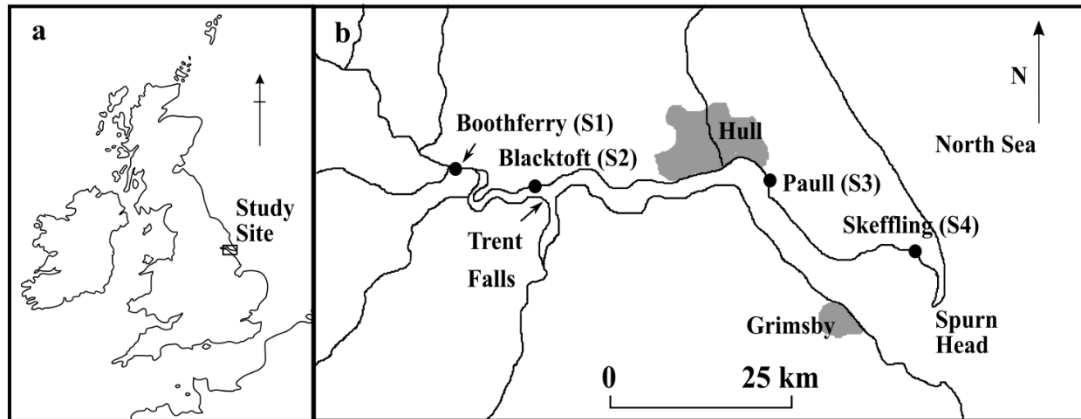 a
Study
Site
b
N
Boothferry (S1)
Hull
Blacktoft (S2)
North Sea
Paull (S3)
Skeffling (S4)
Trent
Falls
Grimsby
Spurn
Head
0
25 km